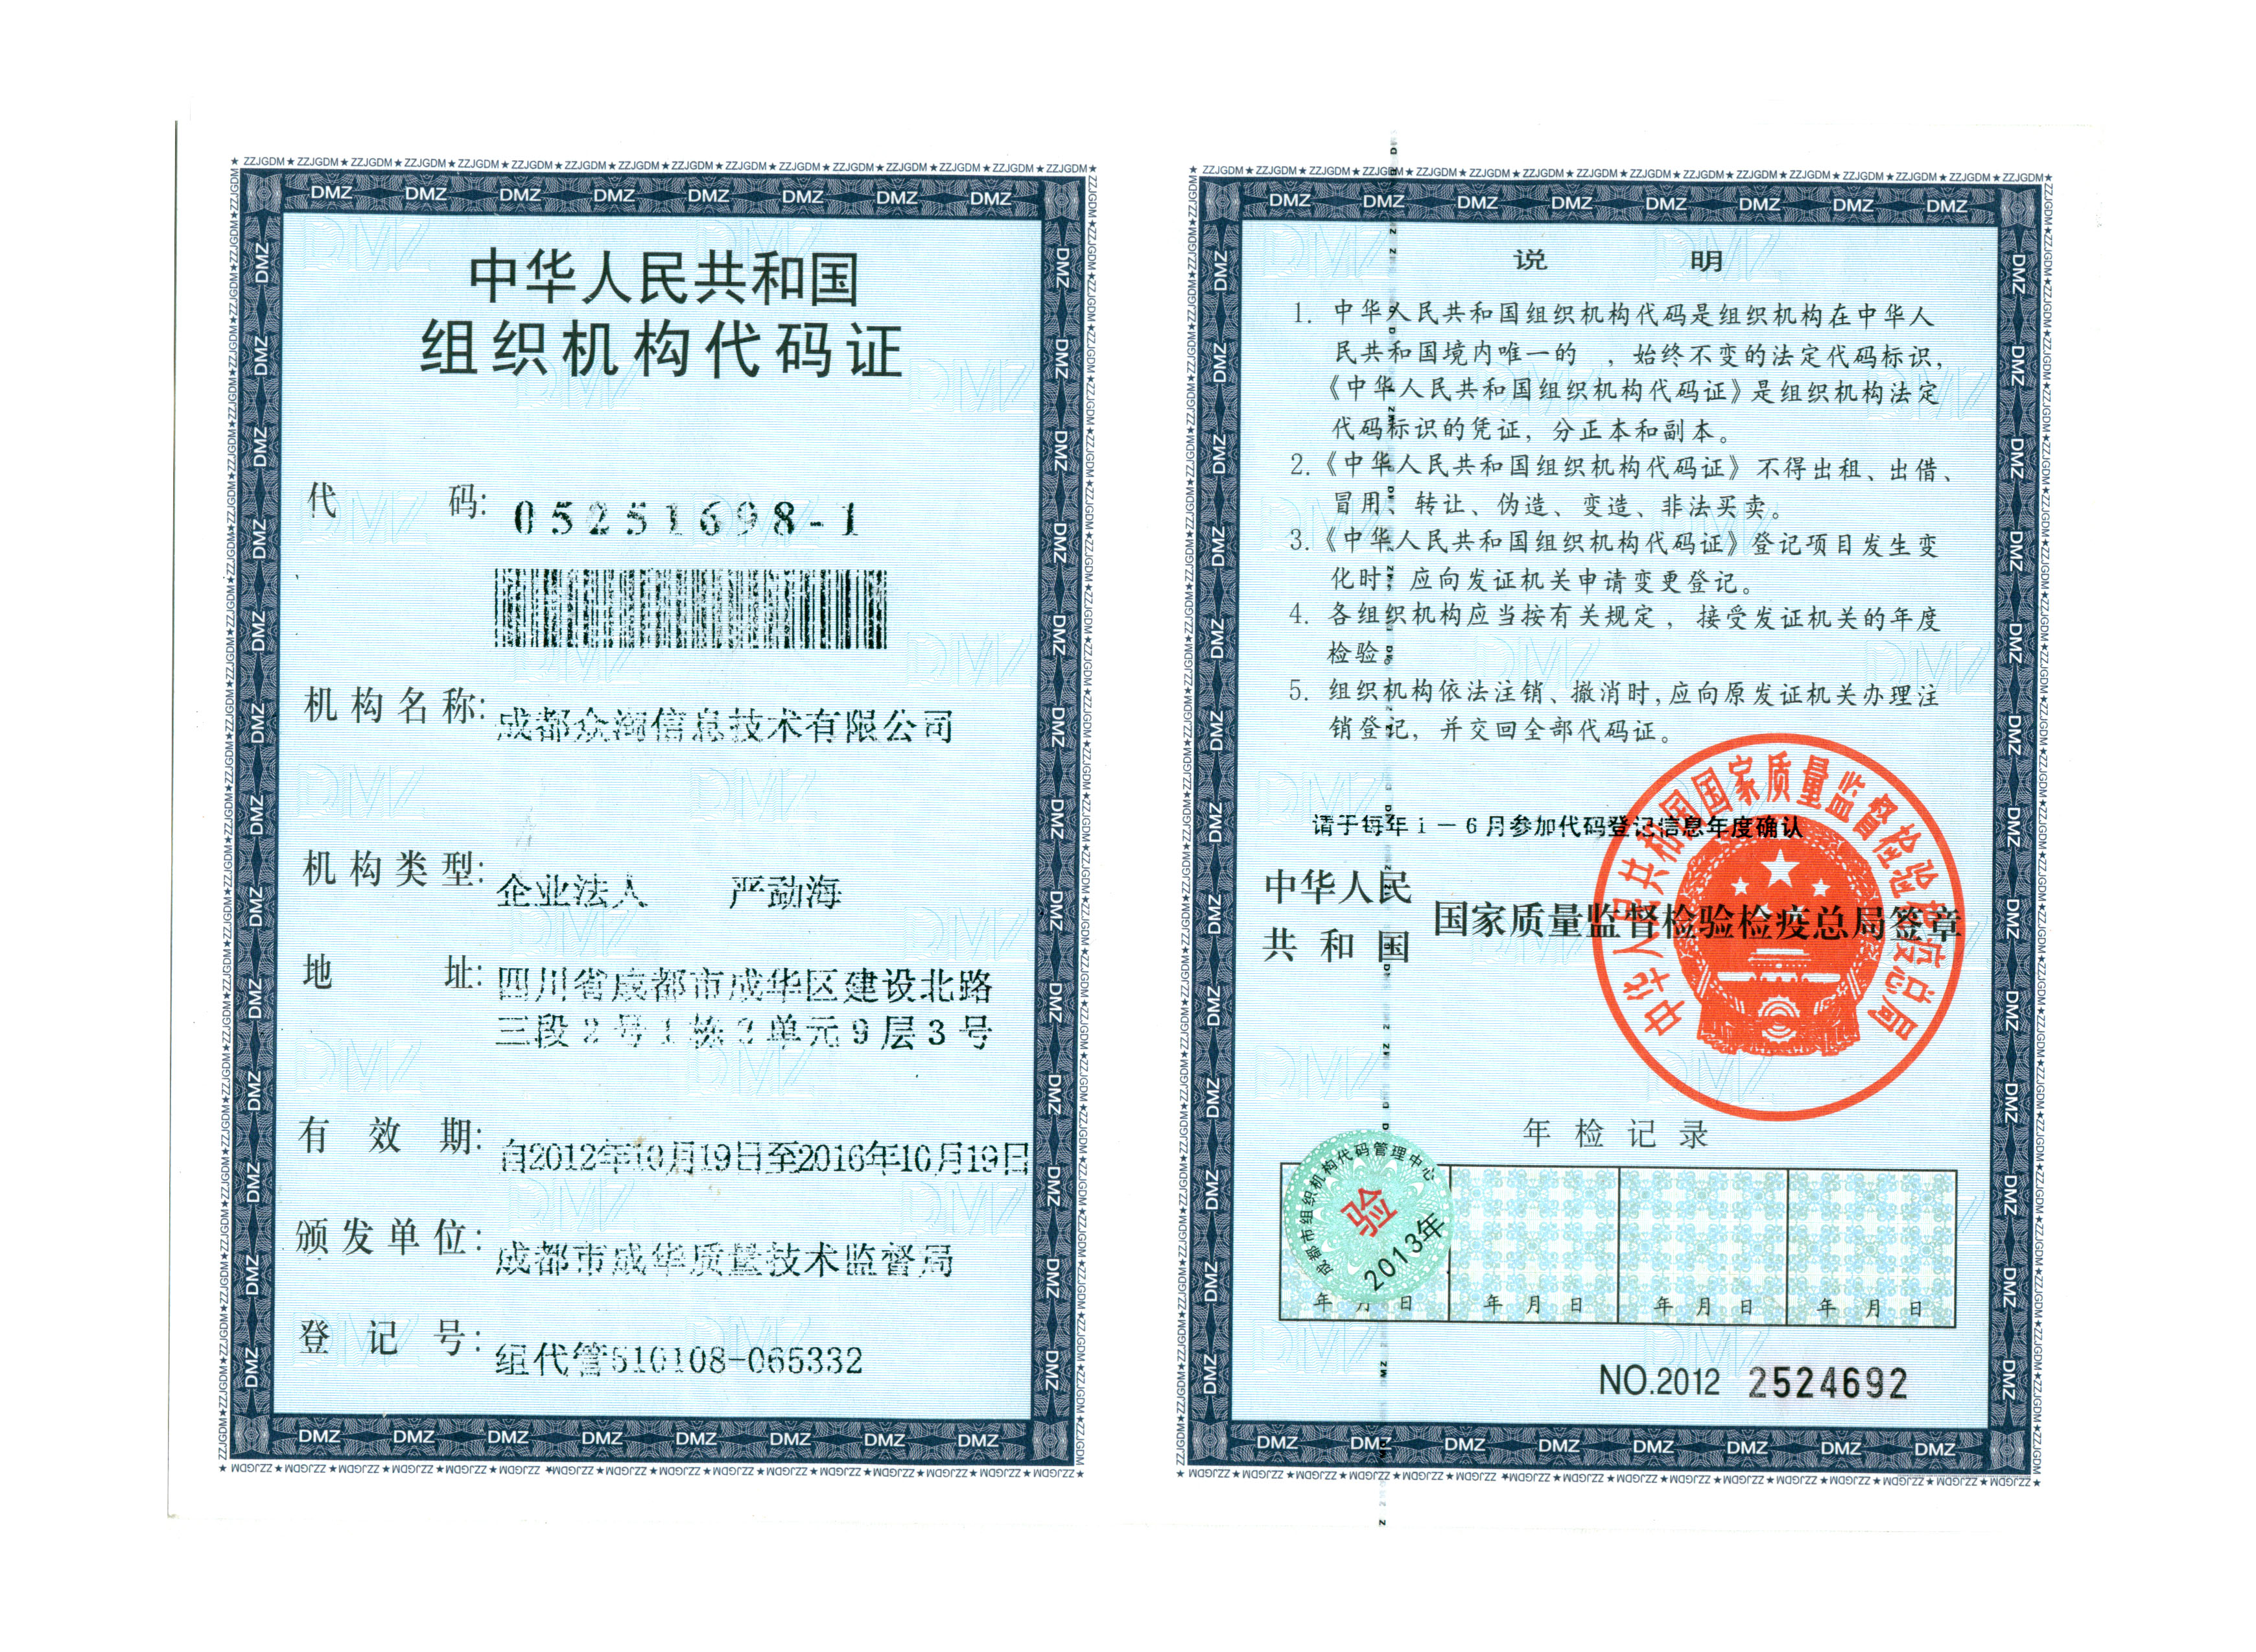 中华人民共和国
组织机构代码证
代 码: 05251698-1
机构名称: 成都众润信息技术有限公司
机构类型: 企业法人 严勐海
地 址: 四川省成都市成华区建设北路
三段2号1栋2单元9层3号
有 效 期: 自2012年10月19日至2016年10月19日
颁发单位: 成都市成华质量技术监督局
登 记 号: 组代管510108-065332
说 明
1. 中华人民共和国组织机构代码是组织机构在中华人
民共和国境内唯一的 ,始终不变的法定代码标识,
《中华人民共和国组织机构代码证》是组织机构法定
代码标识的凭证,分正本和副本。
2.《中华人民共和国组织机构代码证》不得出租、出借、
冒用、转让、伪造、变造、非法买卖。
3.《中华人民共和国组织机构代码证》登记项目发生变
化时,应向发证机关申请变更登记。
4. 各组织机构应当按有关规定,接受发证机关的年度
检验。
5. 组织机构依法注销、撤消时,应向原发证机关办理注
销登记,并交回全部代码证。
请于每年1-6月参加代码登记信息年度确认
中华人民
共和国
国家质量监督检验检疫总局签章
中华人民共和国国家质量监督检验检疫总局
年检记录
成都市组织机构代码管理中心
验
2013年
年 月 日 年 月 日 年 月 日 年 月 日
NO.2012 2524692